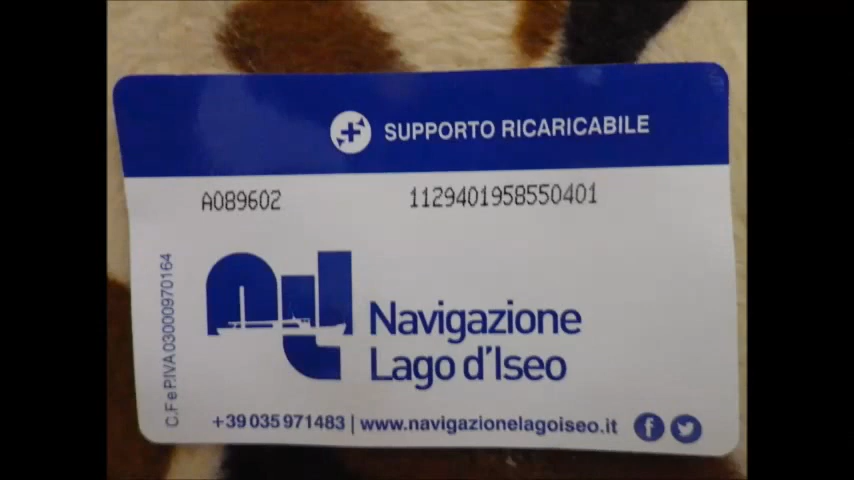 SUPPORTO RICARICABILE
A089602 1129401958550401
C.F e P.IVA 03000970164
Navigazione
Lago d'Iseo
+39 035 971483 | www.navigazionelagoiseo.it